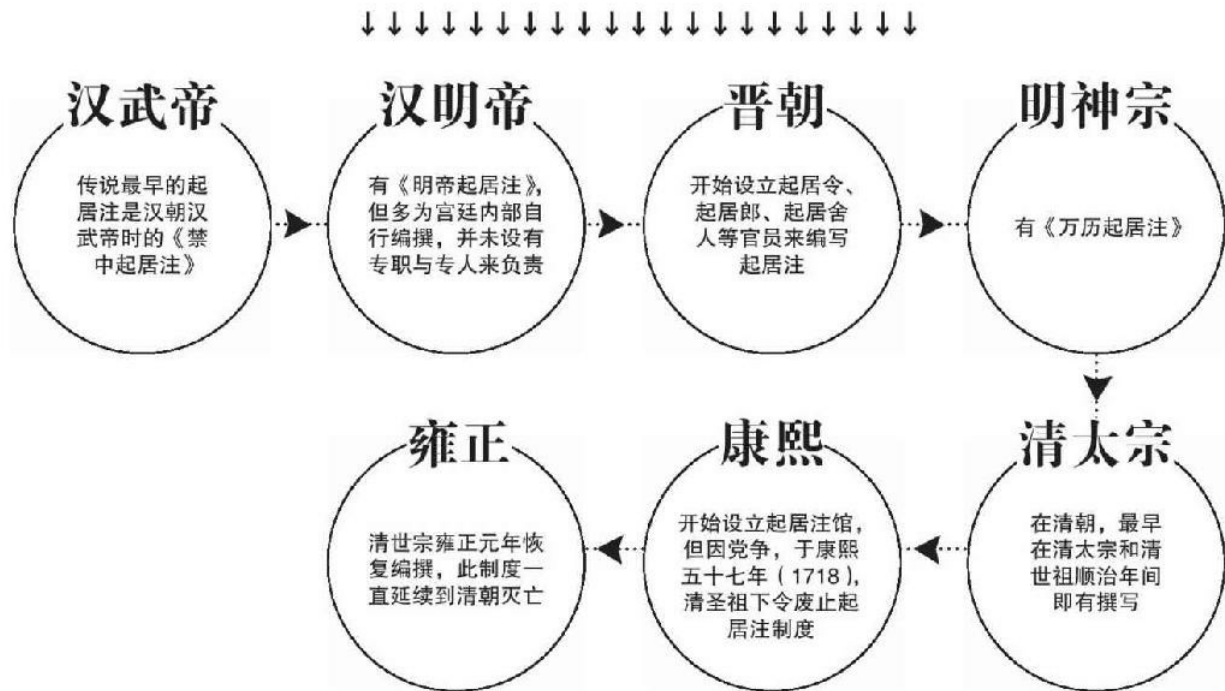 汉武帝
传说最早的起
居注是汉朝汉
武帝时的《禁
中起居注》
汉明帝
有《明帝起居注》,
但多为宫廷内部自
行编撰，并未设有
专职与专人来负责
晋朝
开始设立起居令、
起居郎、起居舍
人等官员来编写
起居注
明神宗
有《万历起居注》
清太宗
在清朝，最早
在清太宗和清
世祖顺治年间
即有撰写
康熙
开始设立起居注馆，
但因党争，于康熙
五十七年（1718），
清圣祖下令废止起
居注制度
雍正
清世宗雍正元年恢
复编撰，此制度一
直延续到清朝灭亡